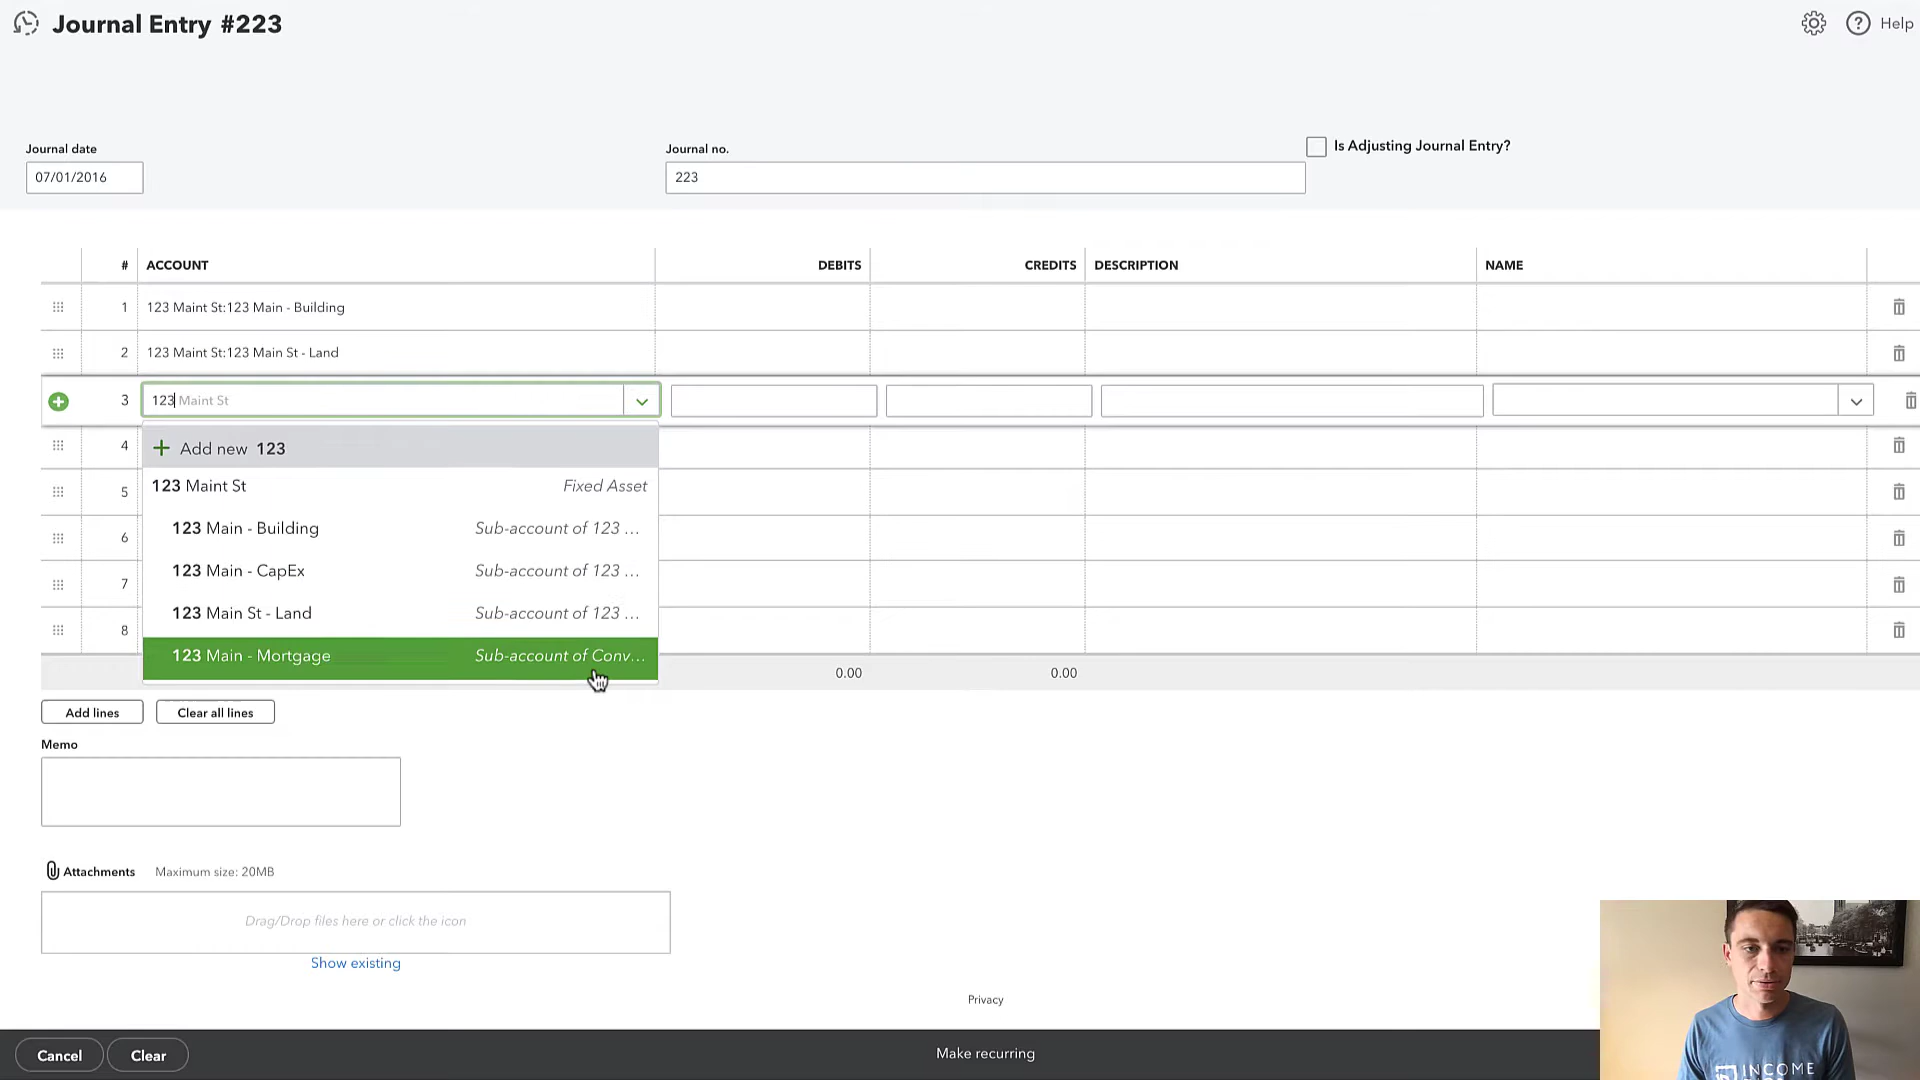 Journal Entry #223
Help
Journal date
Journal no.
Is Adjusting Journal Entry?
07/01/2016
223
# ACCOUNT DEBITS CREDITS DESCRIPTION NAME
1 123 Maint St:123 Main - Building
2 123 Maint St:123 Main St - Land
3 123 Maint St
Add new 123
4
123 Maint St Fixed Asset
5
123 Main - Building Sub-account of 123 ...
6
123 Main - CapEx Sub-account of 123 ...
7
123 Main St - Land Sub-account of 123 ...
8
123 Main - Mortgage Sub-account of Conv...
0.00 0.00
Add lines Clear all lines
Memo
Attachments Maximum size: 20MB
Drag/Drop files here or click the icon
Show existing
Privacy
Cancel Clear Make recurring
INCOME